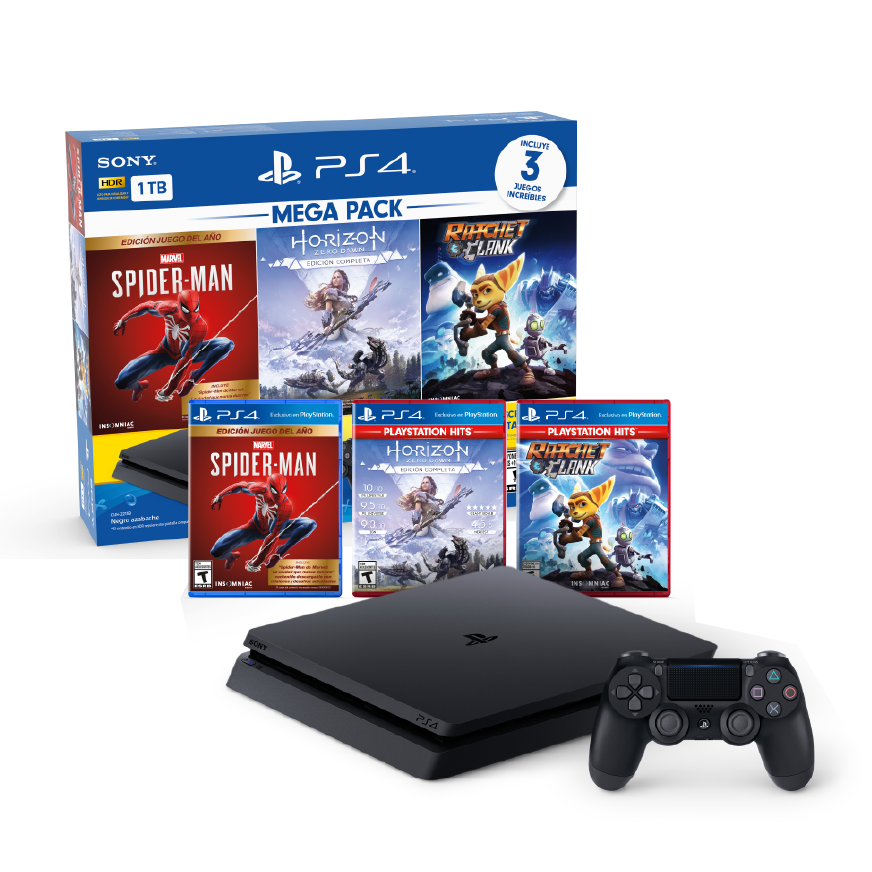 SONY
HDR
1 TB
PS4
INCLUYE
3
JUEGOS
INCREÍBLES
MEGA PACK
EDICIÓN JUEGO DEL AÑO
MARVEL
SPIDER-MAN
HORIZON
ZERO DAWN
EDICIÓN COMPLETA
RATCHET
CLANK
INSOMNIAC
Negro azabache
PS4
Exclusivo en PlayStation.
EDICIÓN JUEGO DEL AÑO
MARVEL
SPIDER-MAN
T
INSOMNIAC
PS4
Exclusivo en PlayStation.
PLAYSTATION HITS
HORIZON
ZERO DAWN
EDICIÓN COMPLETA
T
PS4
Exclusivo en PlayStation.
PLAYSTATION HITS
RATCHET
CLANK
INSOMNIAC
SONY
PS4